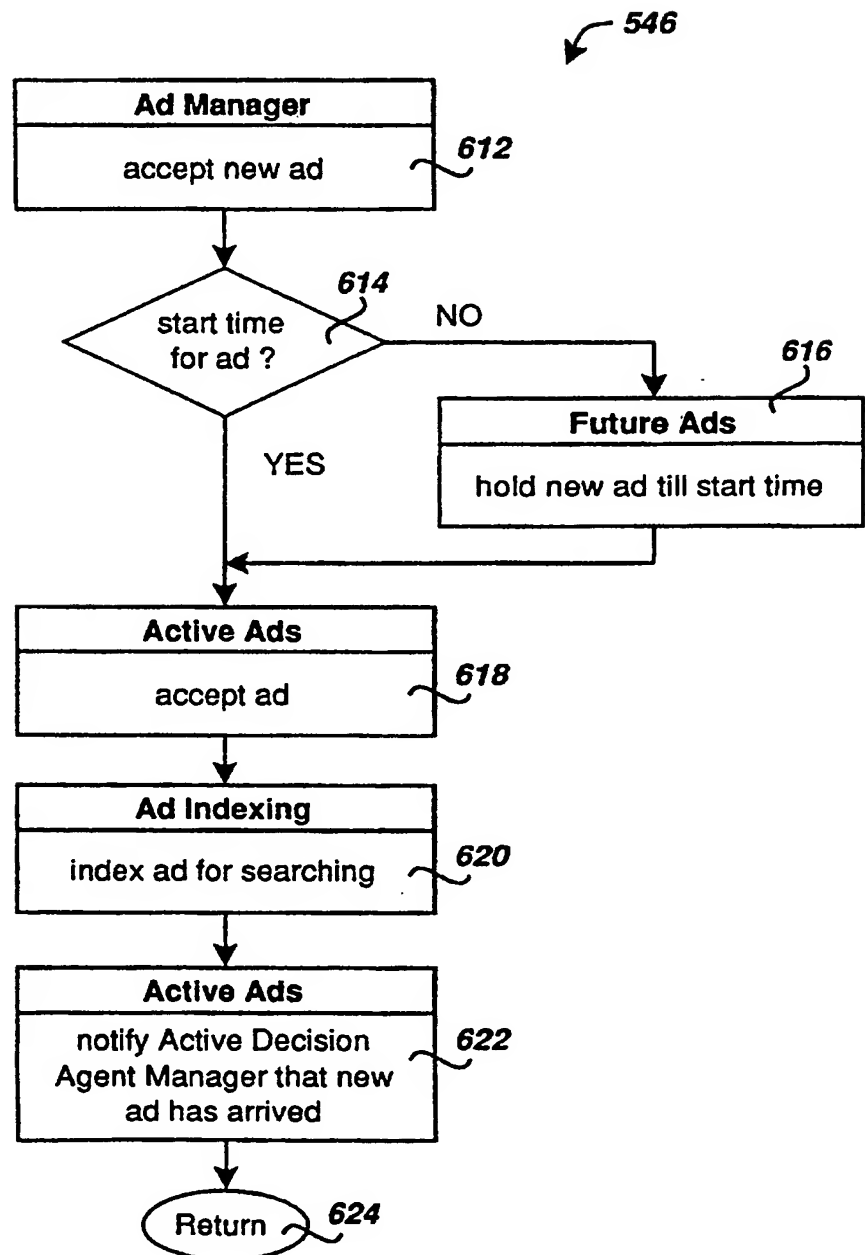 546
Ad Manager
accept new ad
612
614
start time
for ad ?
NO
YES
616
Future Ads
hold new ad till start time
Active Ads
accept ad
618
Ad Indexing
index ad for searching
620
Active Ads
notify Active Decision
Agent Manager that new
ad has arrived
622
Return
624